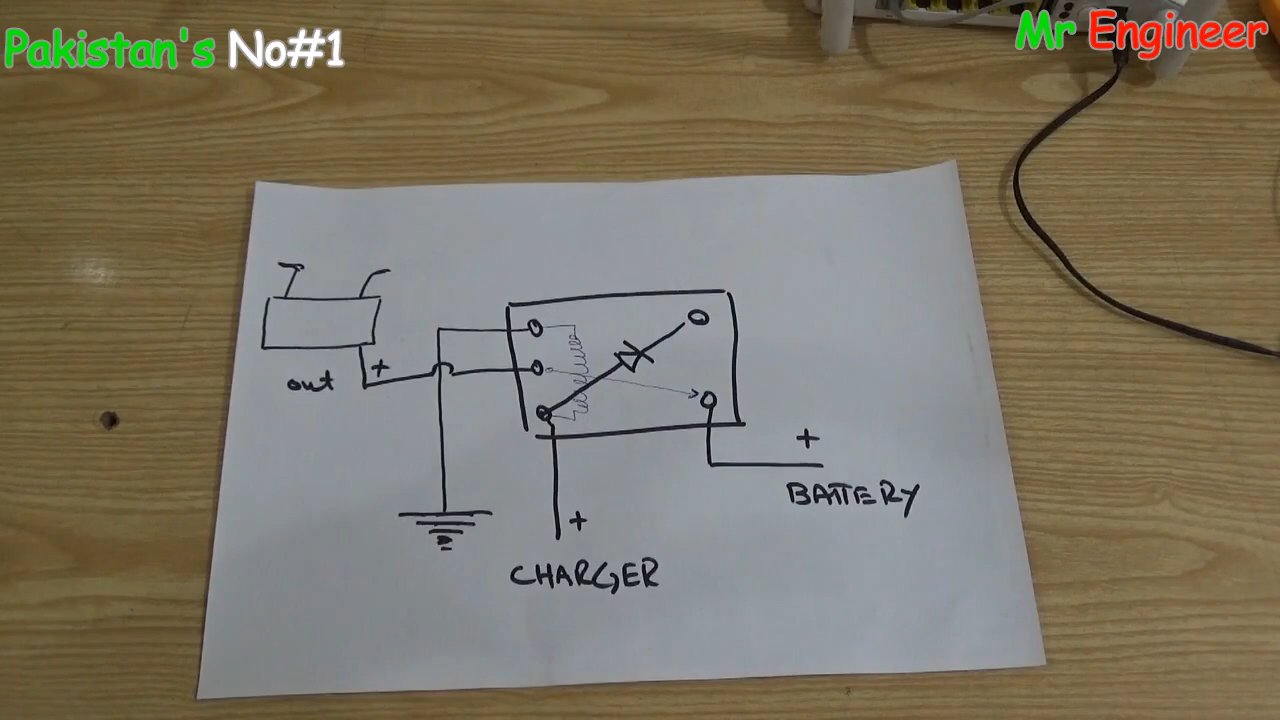 Pakistan's No#1
Mr Engineer
out
+
+
BATTERY
+
CHARGER